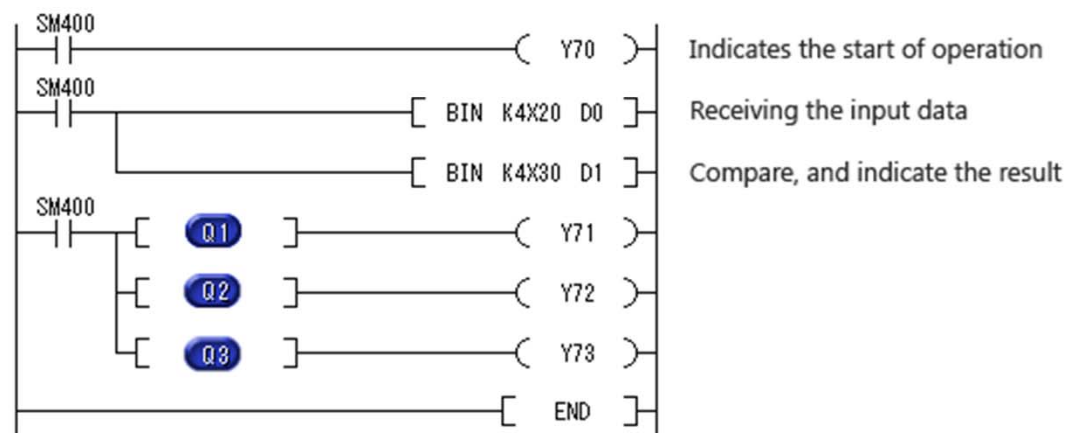 SM400
Y70 Indicates the start of operation
SM400
BIN K4X20 D0 Receiving the input data
BIN K4X30 D1 Compare, and indicate the result
SM400
Q1 Y71
Q2 Y72
Q3 Y73
END